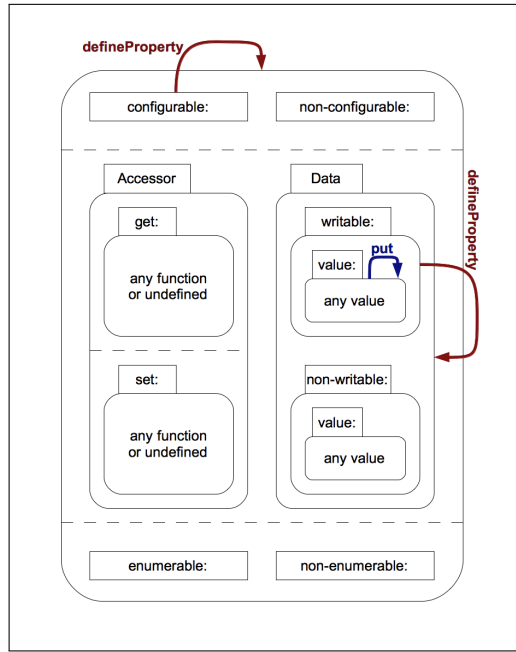 defineProperty
configurable:
non-configurable:
Accessor
Data
defineProperty
get:
writable:
put
value:
any function
or undefined
any value
set:
non-writable:
value:
any function
or undefined
any value
enumerable:
non-enumerable: